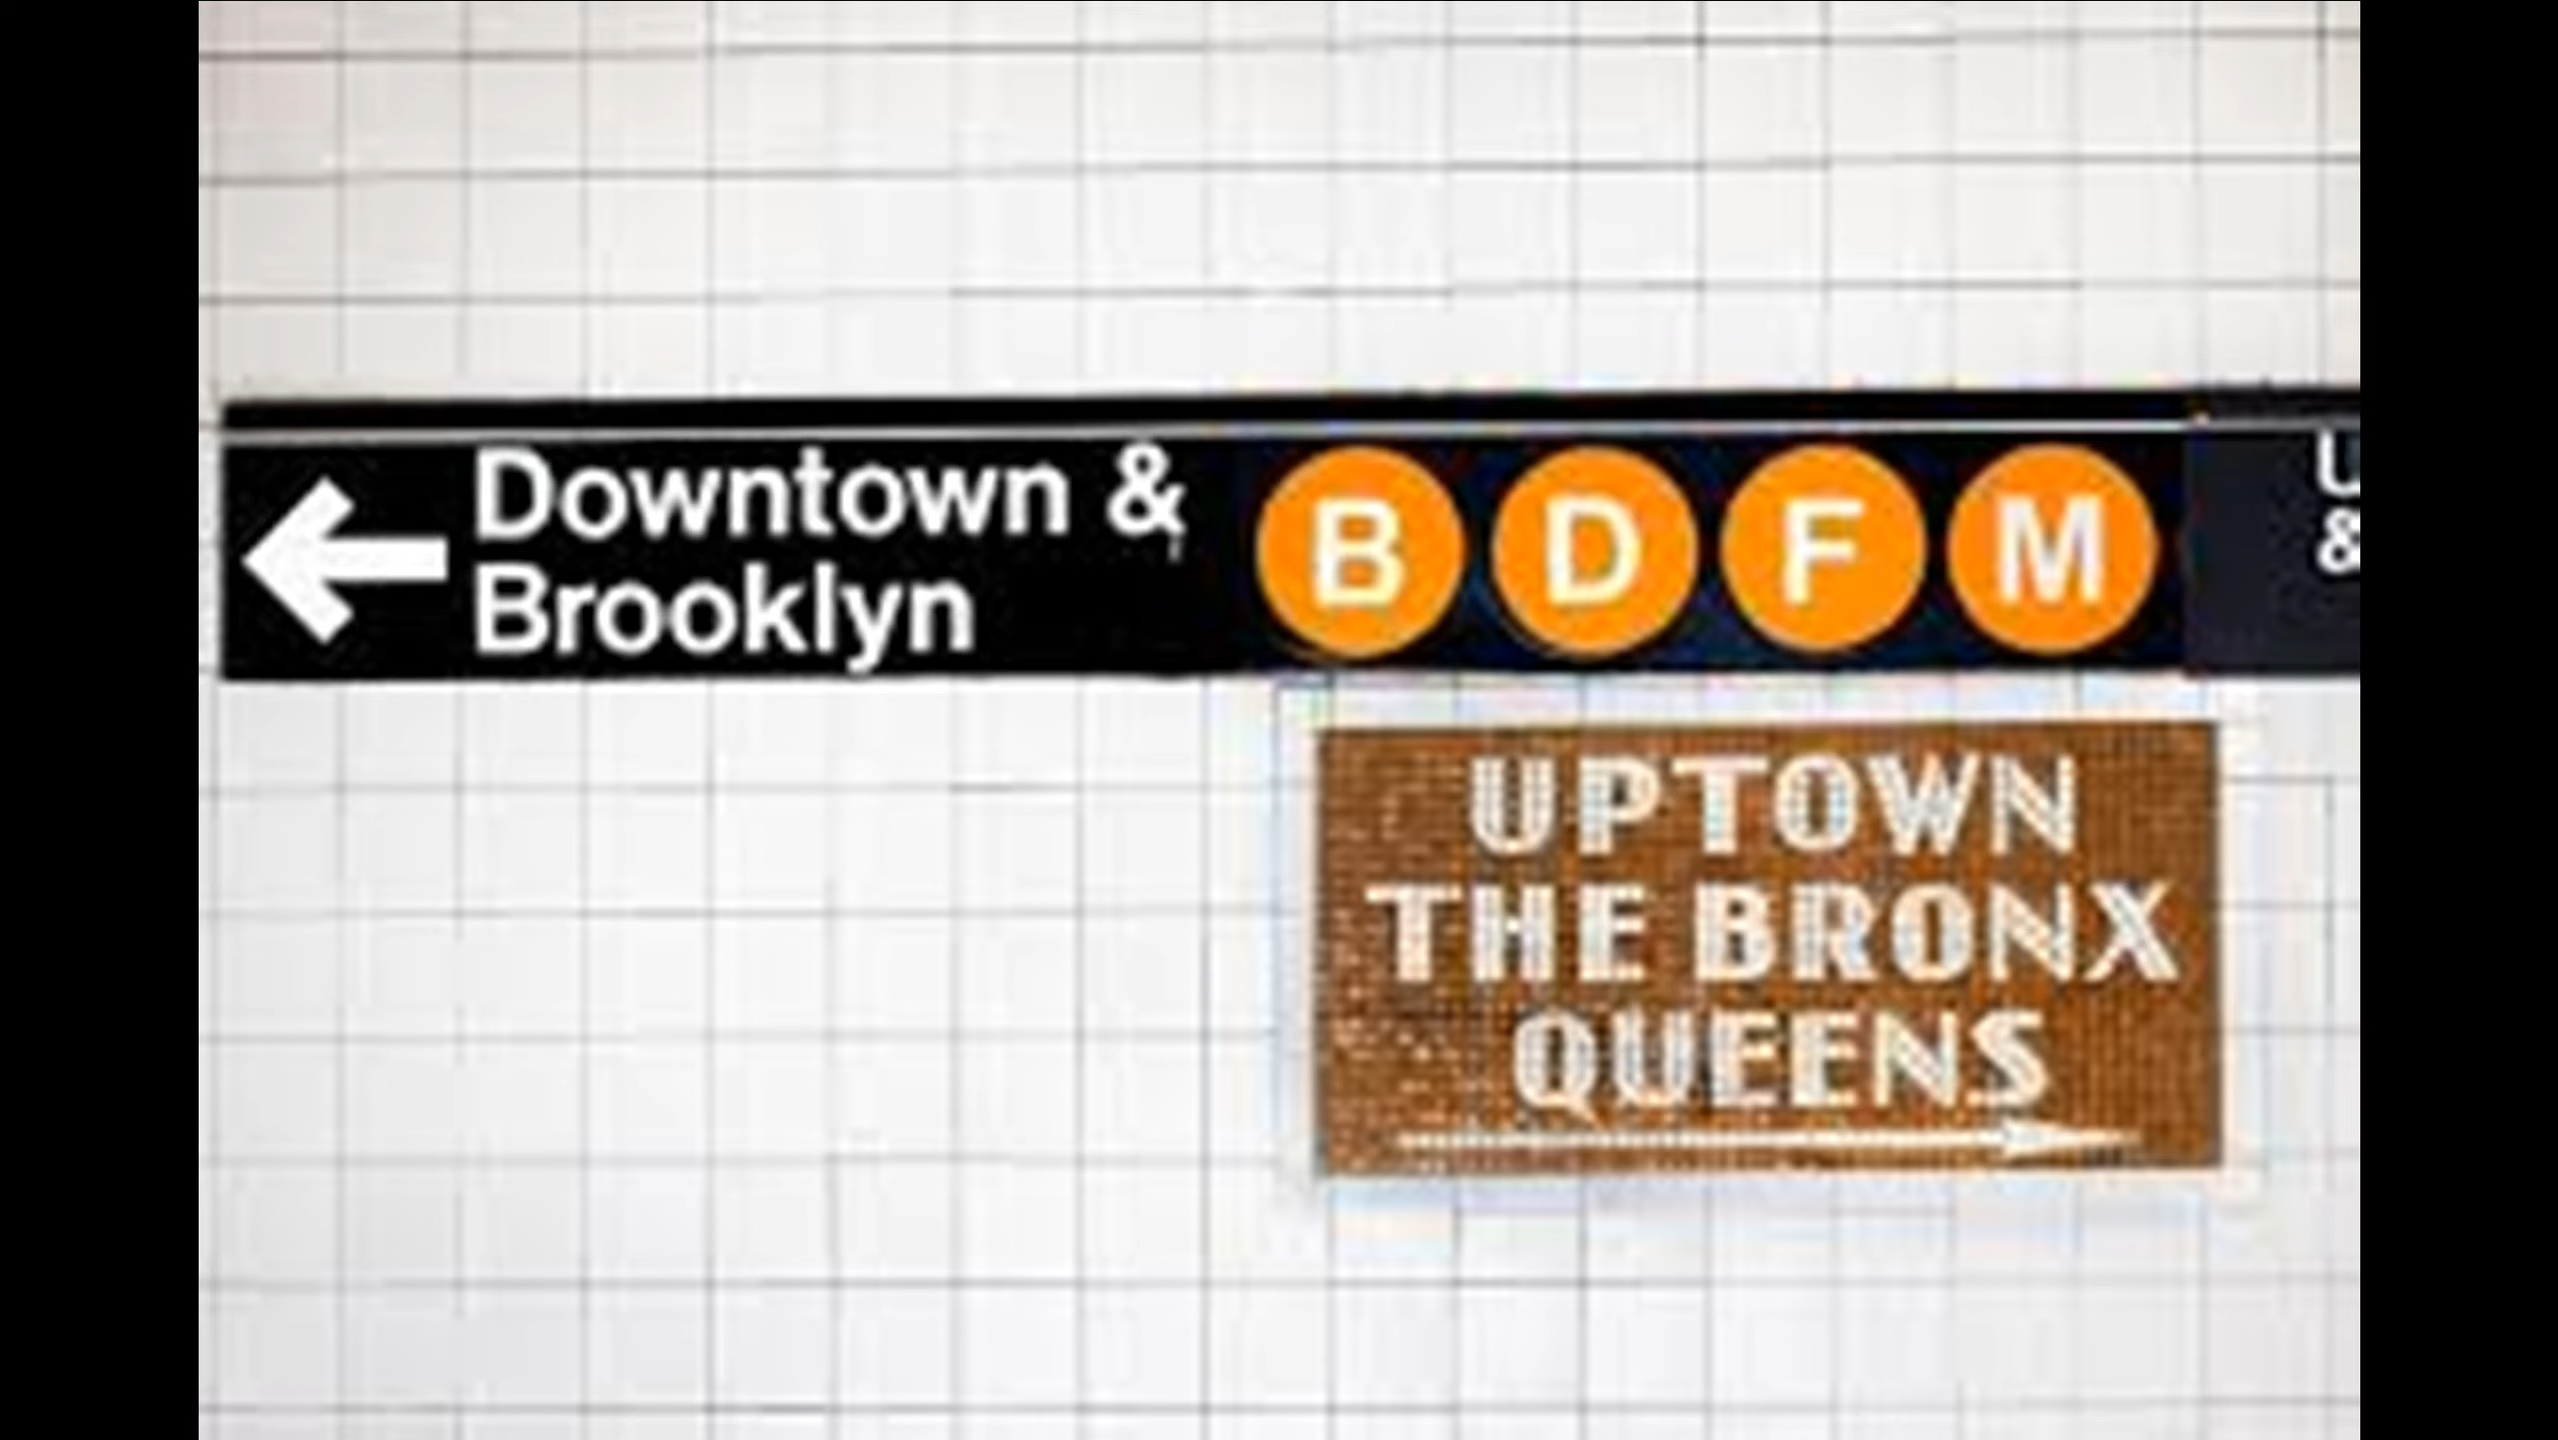 Downtown &
Brooklyn
B D F M
&
UPTOWN
THE BRONX
QUEENS